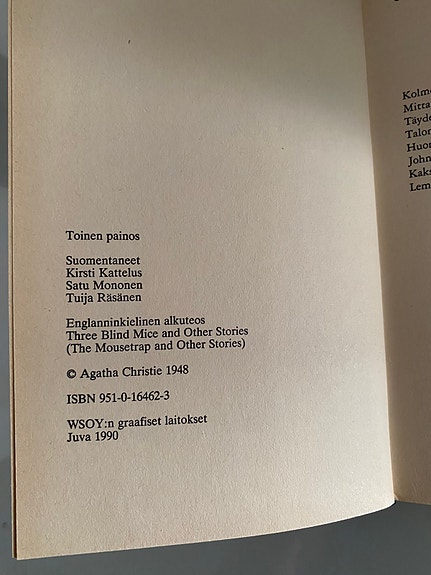 Toinen painos
Suomentaneet
Kirsti Kattelus
Satu Mononen
Tuija Räsänen
Englanninkielinen alkuteos
Three Blind Mice and Other Stories
(The Mousetrap and Other Stories)
© Agatha Christie 1948
ISBN 951-0-16462-3
WSOY:n graafiset laitokset
Juva 1990